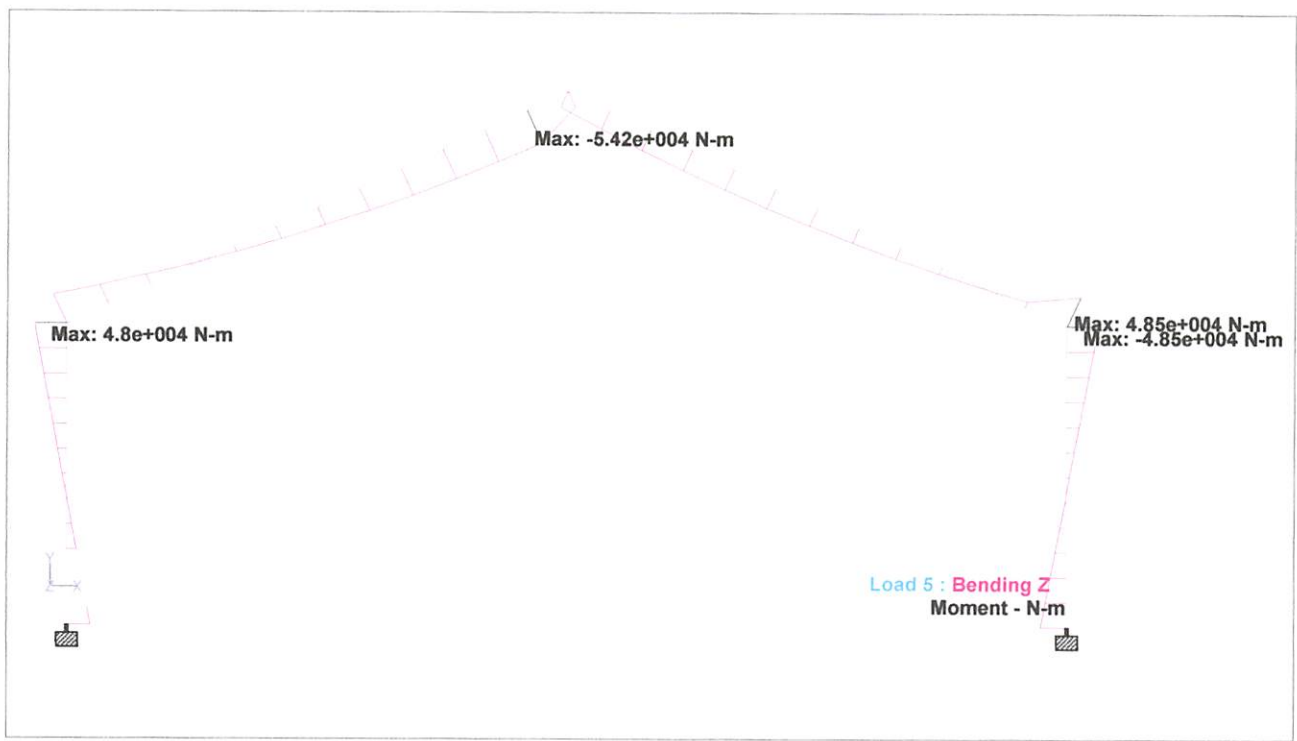 Max: -5.42e+004 N-m
Max: 4.8e+004 N-m
Max: 4.85e+004 N-m
Max: -4.85e+004 N-m
Y
Z X
Load 5 : Bending Z
Moment - N-m